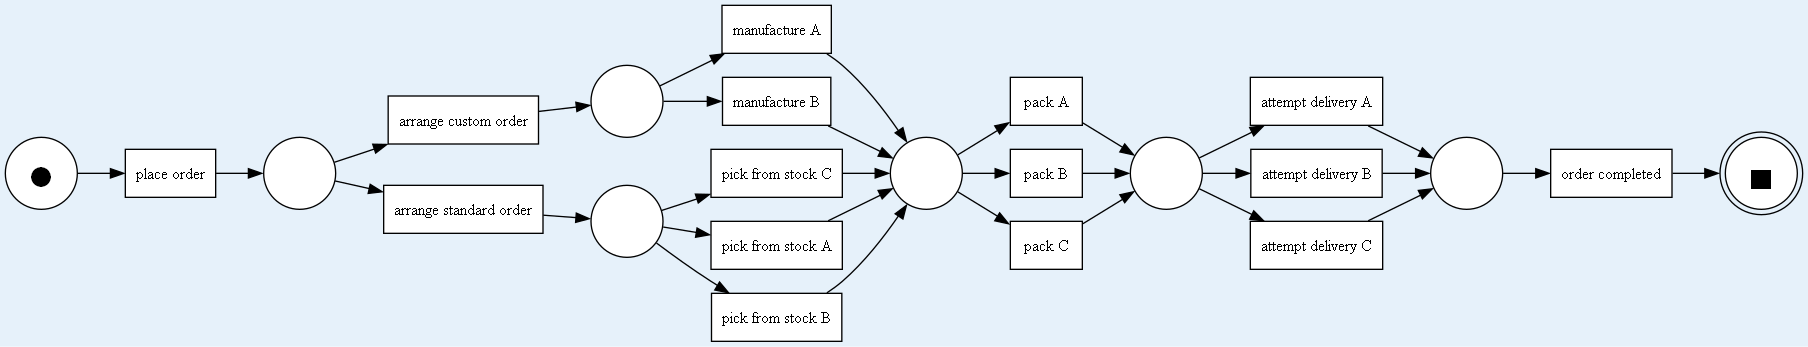 place order
arrange custom order
arrange standard order
manufacture A
manufacture B
pick from stock C
pick from stock A
pick from stock B
pack A
pack B
pack C
attempt delivery A
attempt delivery B
attempt delivery C
order completed